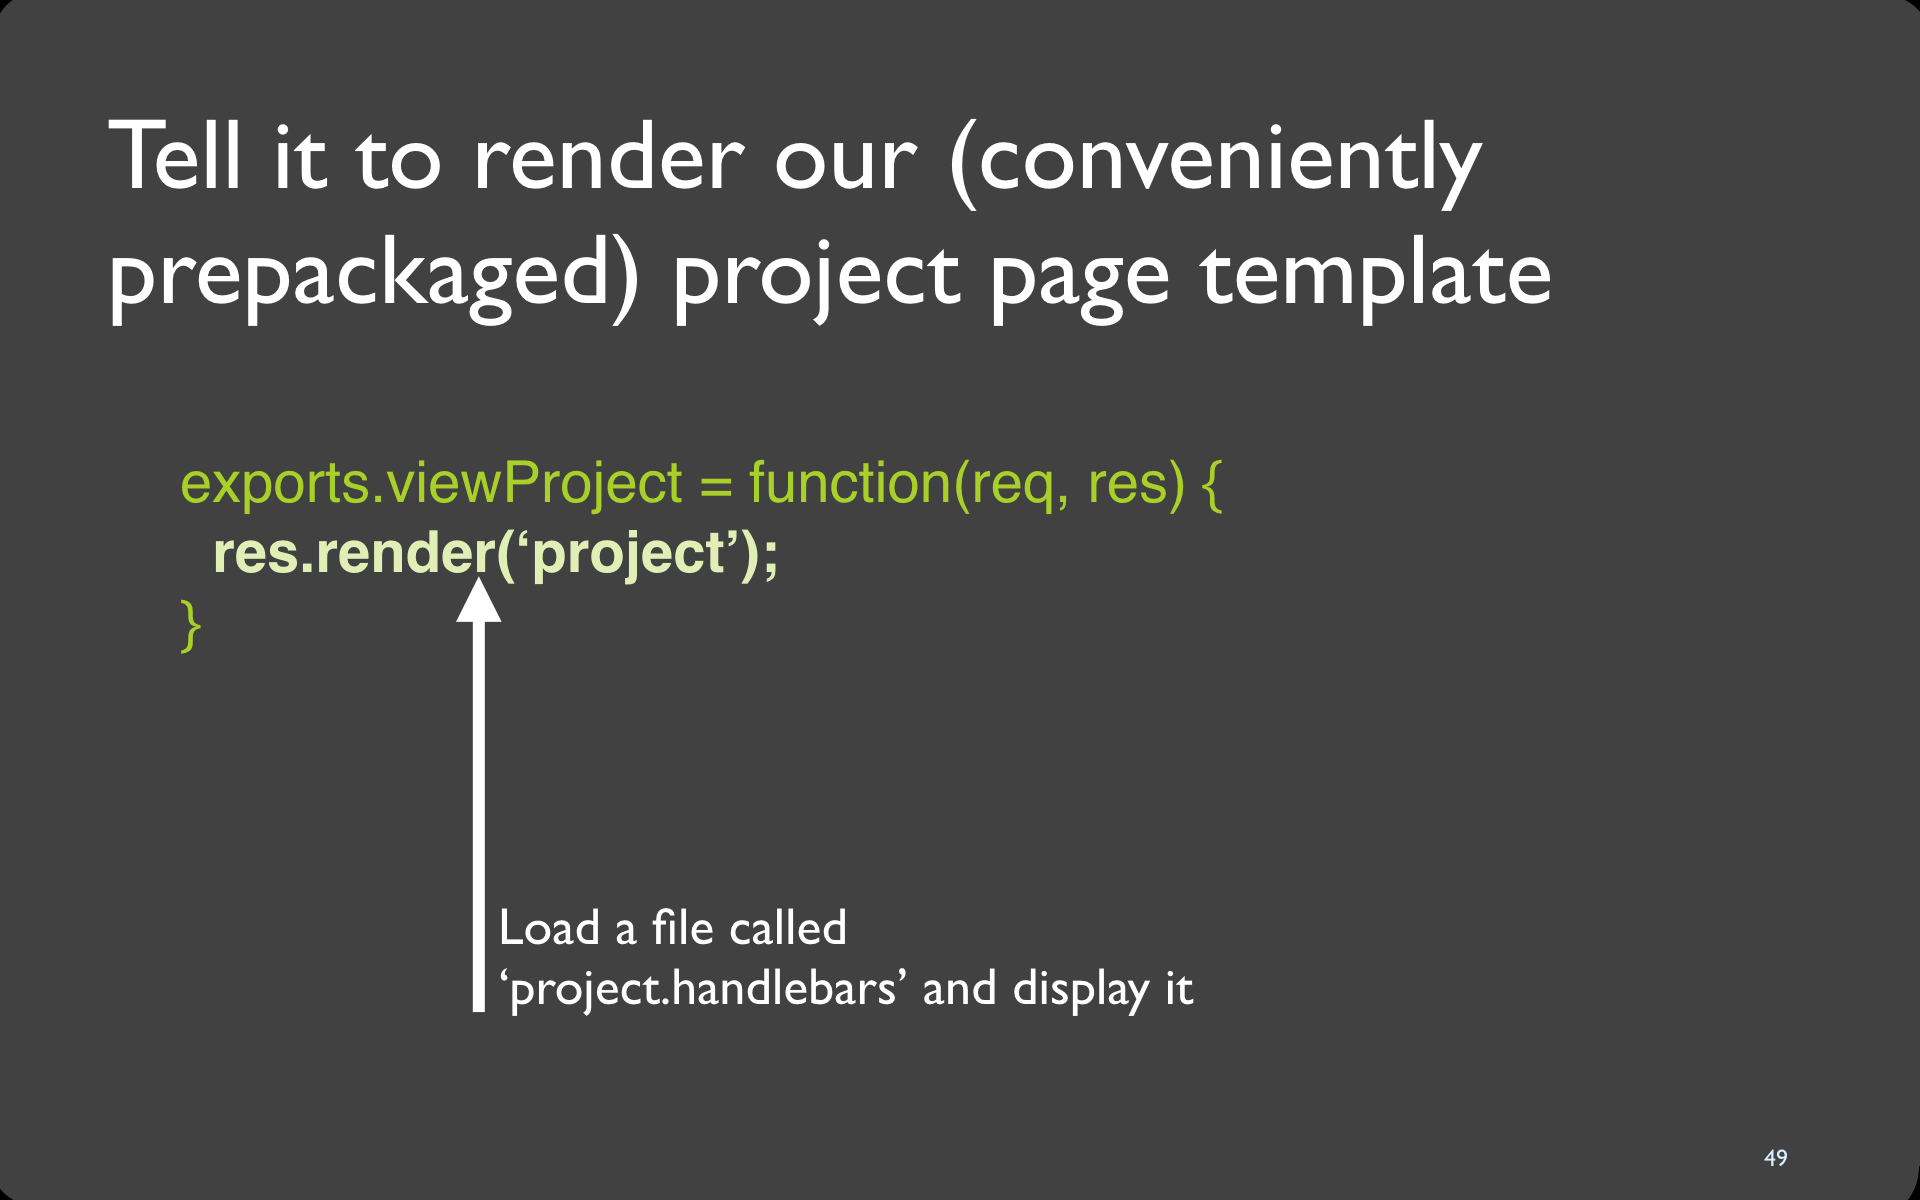 Tell it to render our (conveniently
prepackaged) project page template
exports.viewProject = function(req, res) {
res.render(‘project’);
}
Load a file called
‘project.handlebars’ and display it
49